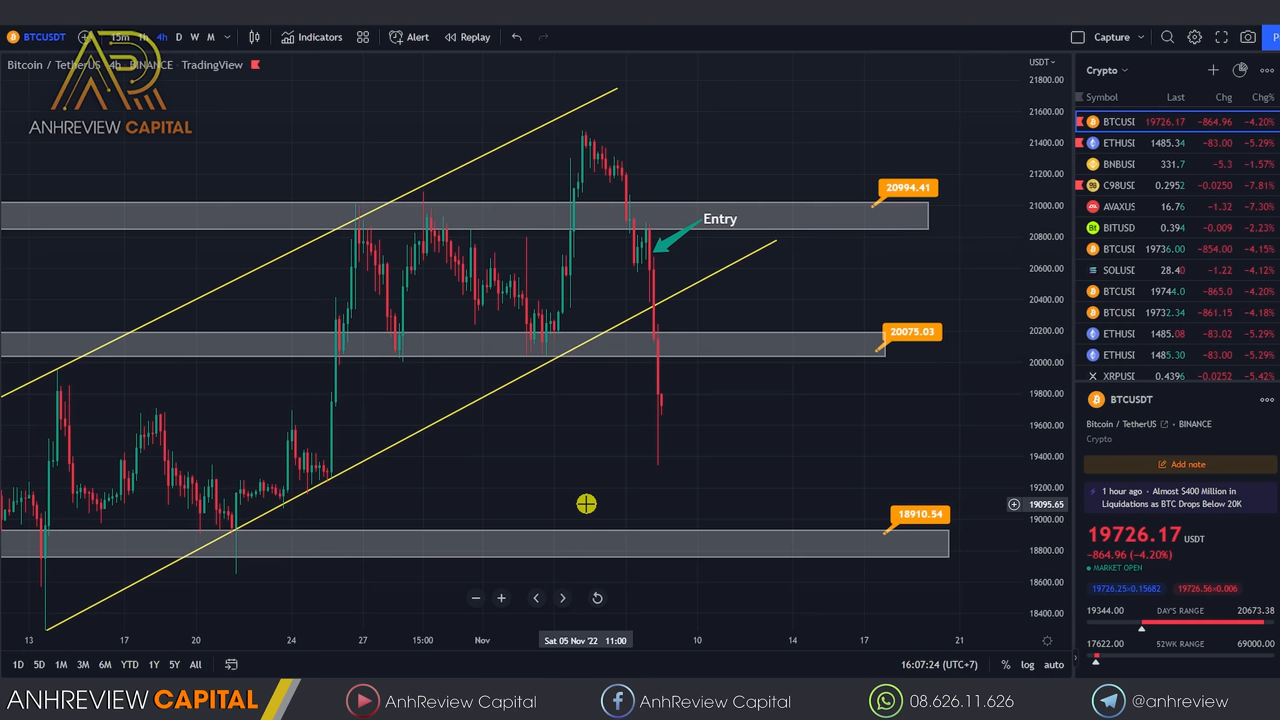 BTCUSDT 15m 1h 4h D W M Indicators Alert Replay Capture
Bitcoin / TetherUS 4h BINANCE TradingView
ANHREVIEW CAPITAL
USDT
21800.00
21600.00
21400.00
21200.00
21000.00
20800.00
20600.00
20400.00
20200.00
20000.00
19800.00
19600.00
19400.00
19200.00
19095.65
19000.00
18800.00
18600.00
18400.00
20994.41
Entry
20075.03
18910.54
13 17 20 24 27 15:00 Nov Sat 05 Nov '22 11:00 10 14 17 21
1D 5D 1M 3M 6M YTD 1Y 5Y All 16:07:24 (UTC+7) % log auto
Crypto
Symbol Last Chg Chg%
BTCUSI 19726.17 −864.96 −4.20%
ETHUSI 1485.34 −83.00 −5.29%
BNBUSI 331.7 −5.3 −1.57%
C98USI 0.2952 −0.0250 −7.81%
AVAXUS 16.76 −1.32 −7.30%
BITUSD 0.394 −0.009 −2.23%
BTCUSI 19736.00 −854.00 −4.15%
SOLUSI 28.40 −1.22 −4.12%
BTCUSI 19744.0 −865.0 −4.20%
BTCUSI 19732.34 −861.15 −4.18%
ETHUSI 1485.08 −83.02 −5.29%
ETHUSI 1485.30 −83.00 −5.29%
XRPUSI 0.4396 −0.0252 −5.42%
BTCUSDT
Bitcoin / TetherUS • BINANCE
Crypto
Add note
1 hour ago • Almost $400 Million in
Liquidations as BTC Drops Below 20K
19726.17 USDT
−864.96 (−4.20%)
MARKET OPEN
19726.25×0.15682 19726.56×0.006
19344.00 DAY'S RANGE 20673.38
17622.00 52WK RANGE 69000.00
ANHREVIEW CAPITAL AnhReview Capital AnhReview Capital 08.626.11.626 @anhreview